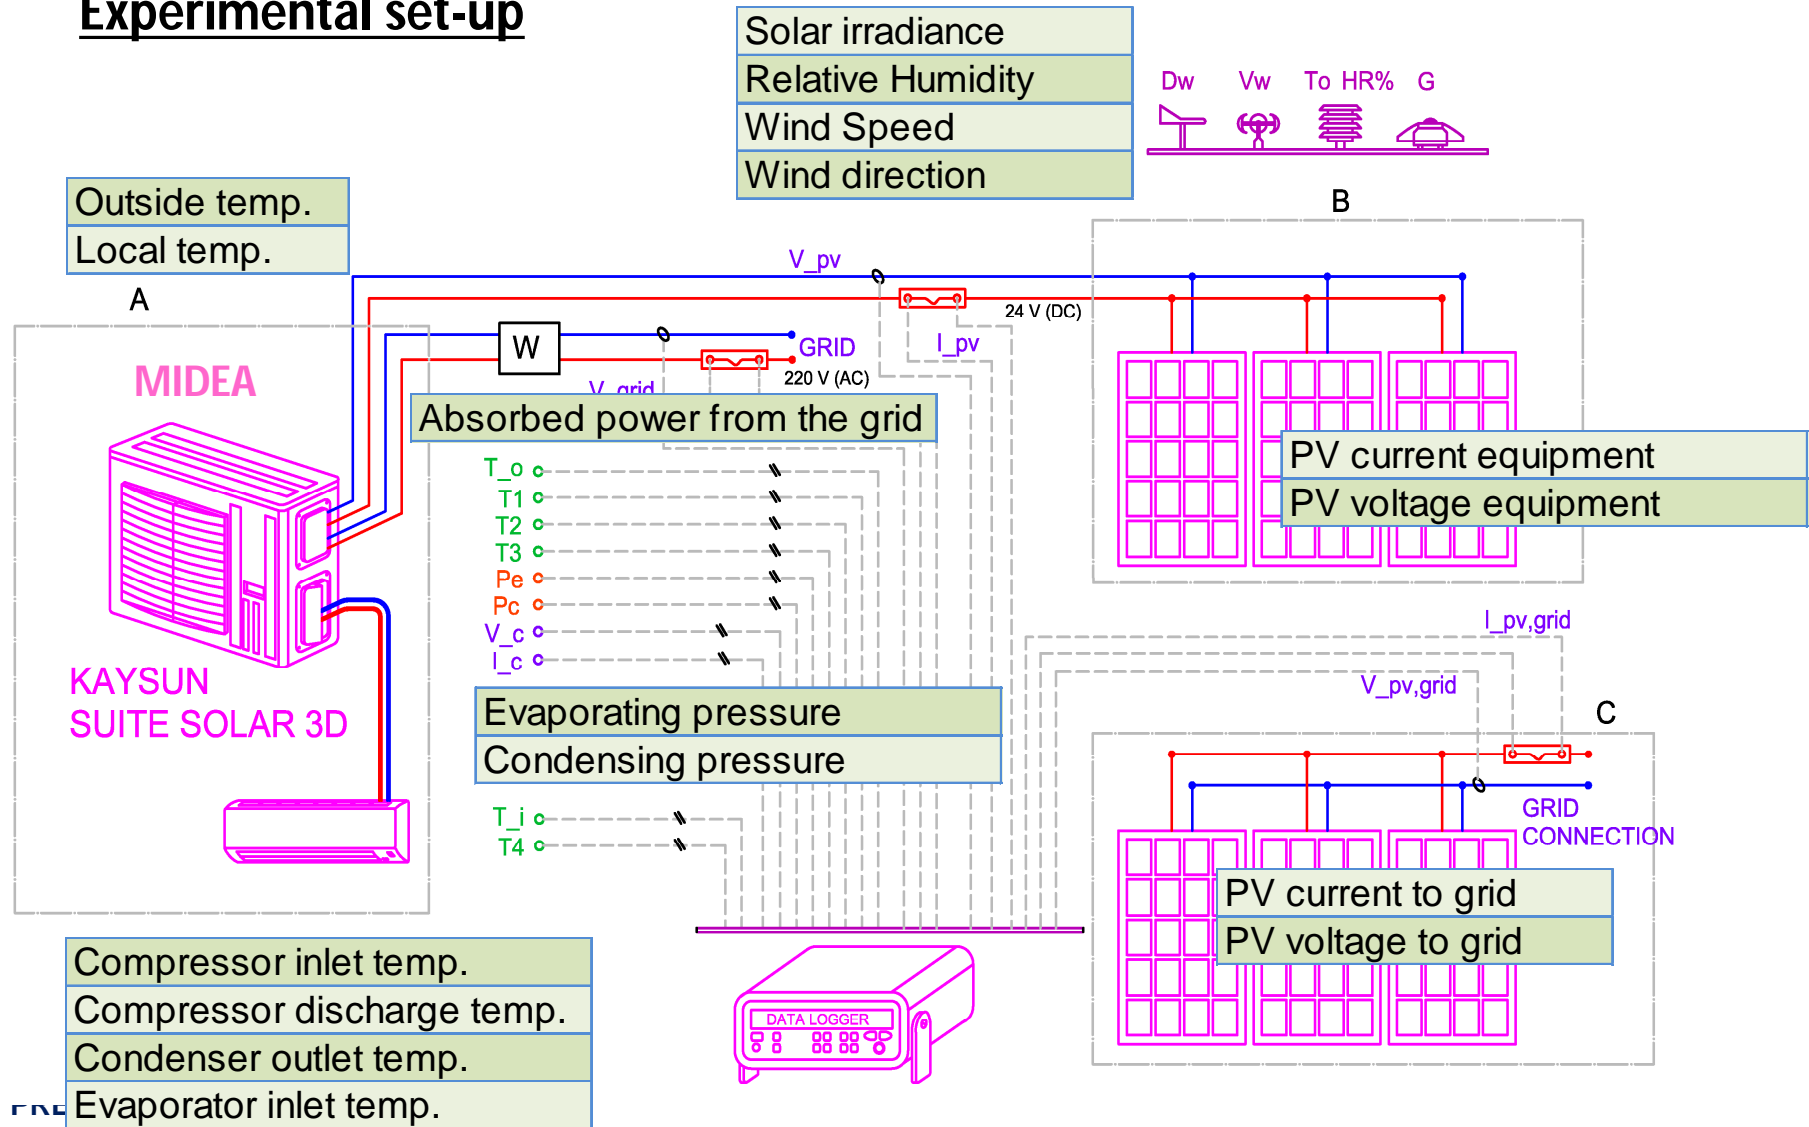 Experimental set-up
Solar irradiance
Relative Humidity
Wind Speed
Wind direction
Dw Vw To HR% G
Outside temp.
Local temp.
A
B
V_pv
24 V (DC)
I_pv
W
GRID
220 V (AC)
V_grid
MIDEA
Absorbed power from the grid
PV current equipment
PV voltage equipment
T_o
T1
T2
T3
Pe
Pc
V_c
I_c
KAYSUN
SUITE SOLAR 3D
Evaporating pressure
Condensing pressure
I_pv,grid
V_pv,grid
C
T_i
T4
GRID
CONNECTION
PV current to grid
PV voltage to grid
DATA LOGGER
Compressor inlet temp.
Compressor discharge temp.
Condenser outlet temp.
Evaporator inlet temp.